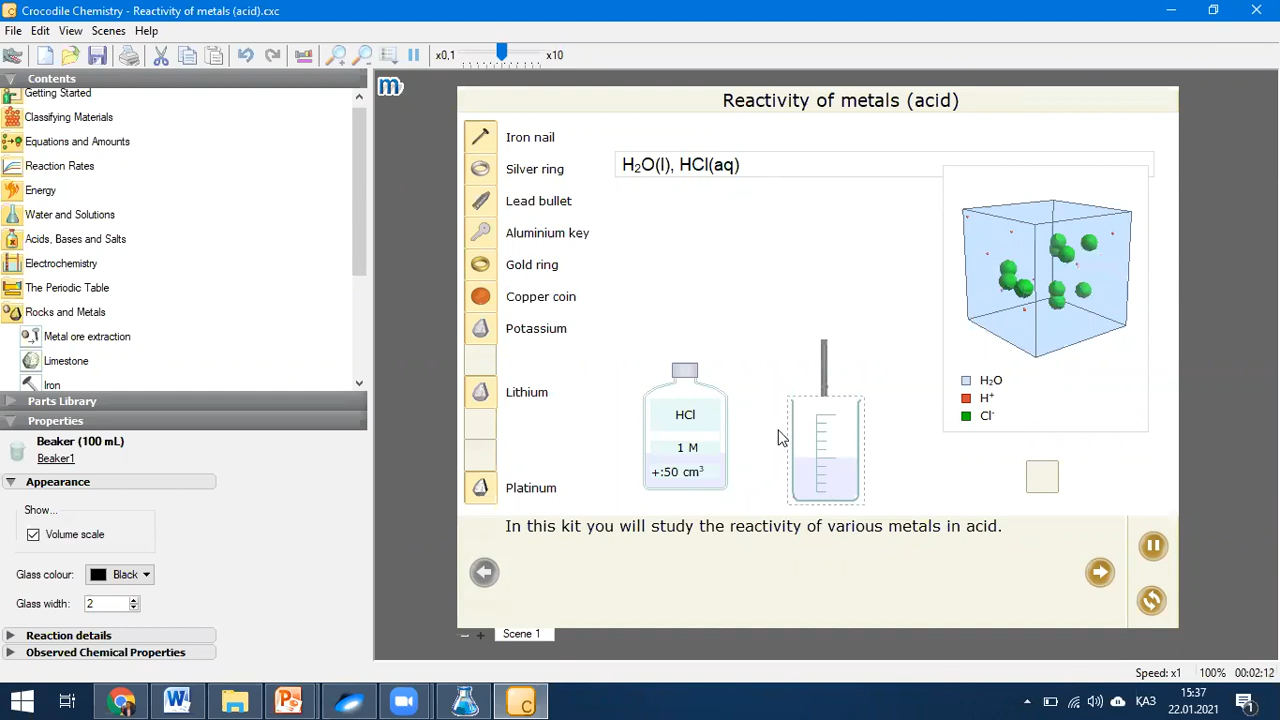 Crocodile Chemistry - Reactivity of metals (acid).cxc
File Edit View Scenes Help
x0,1 x10
Contents
Getting Started
Classifying Materials
Equations and Amounts
Reaction Rates
Energy
Water and Solutions
Acids, Bases and Salts
Electrochemistry
The Periodic Table
Rocks and Metals
Metal ore extraction
Limestone
Iron
Parts Library
Properties
Beaker (100 mL)
Beaker1
Appearance
Show...
Volume scale
Glass colour: Black
Glass width: 2
Reaction details
Observed Chemical Properties
m
Reactivity of metals (acid)
Iron nail
Silver ring
Lead bullet
Aluminium key
Gold ring
Copper coin
Potassium
Lithium
Platinum
H₂O(l), HCl(aq)
HCl
1 M
+:50 cm³
H₂O
H⁺
Cl⁻
In this kit you will study the reactivity of various metals in acid.
Scene 1
Speed: x1 100% 00:02:12
ҚАЗ
15:37
22.01.2021
1